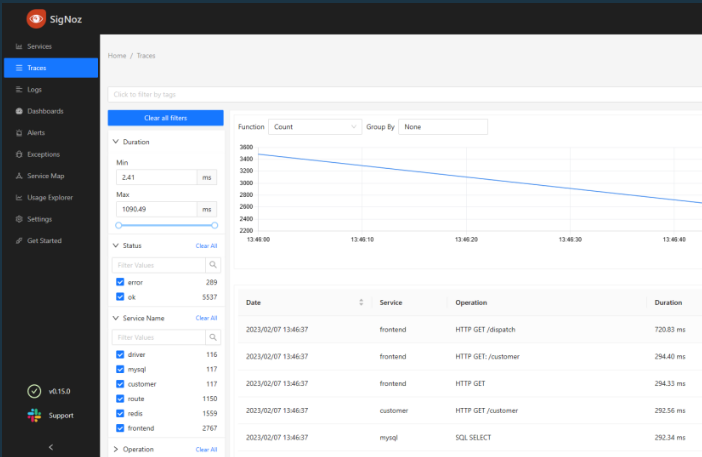 SigNoz
Services
Traces
Logs
Dashboards
Alerts
Exceptions
Service Map
Usage Explorer
Settings
Get Started
v0.15.0
Support
Home / Traces
Click to filter by tags
Clear all filters
Duration
Min
2.41 ms
Max
1090.49 ms
Status Clear All
Filter Values
error 289
ok 5537
Service Name Clear All
Filter Values
driver 116
mysql 117
customer 117
route 1150
redis 1559
frontend 2767
Operation Clear All
Function Count Group By None
3600
3400
3200
3000
2800
2600
2400
2200
13:46:00 13:46:10 13:46:20 13:46:30 13:46:40
Date Service Operation Duration
2023/02/07 13:46:37 frontend HTTP GET /dispatch 720.83 ms
2023/02/07 13:46:37 frontend HTTP GET: /customer 294.40 ms
2023/02/07 13:46:37 frontend HTTP GET 294.33 ms
2023/02/07 13:46:37 customer HTTP GET /customer 292.56 ms
2023/02/07 13:46:37 mysql SQL SELECT 292.34 ms